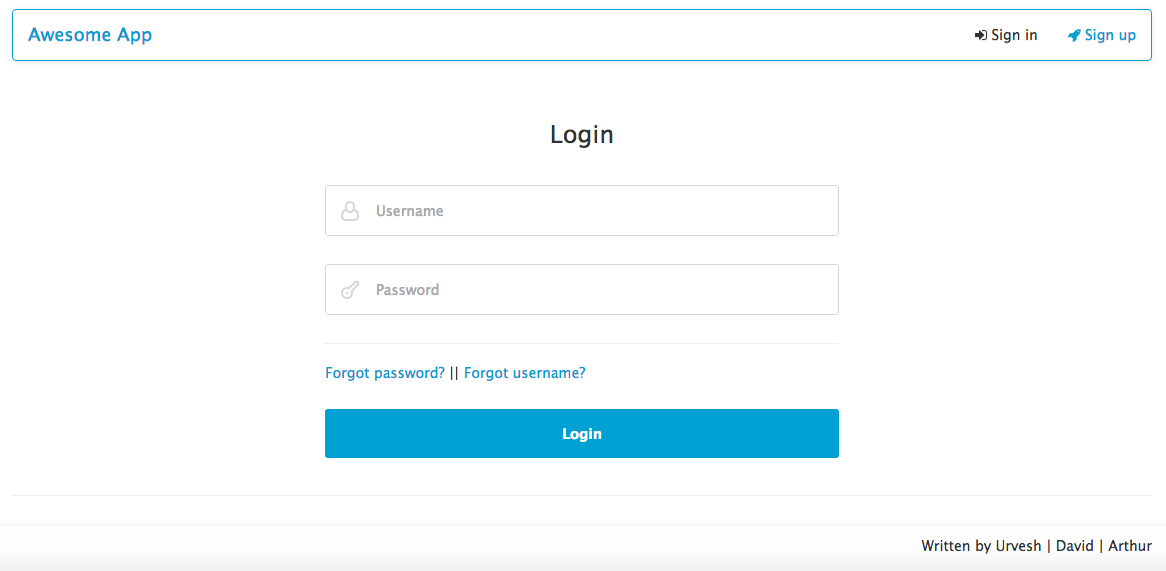 Awesome App Sign in Sign up
Login
Username
Password
Forgot password? || Forgot username?
Login
Written by Urvesh | David | Arthur